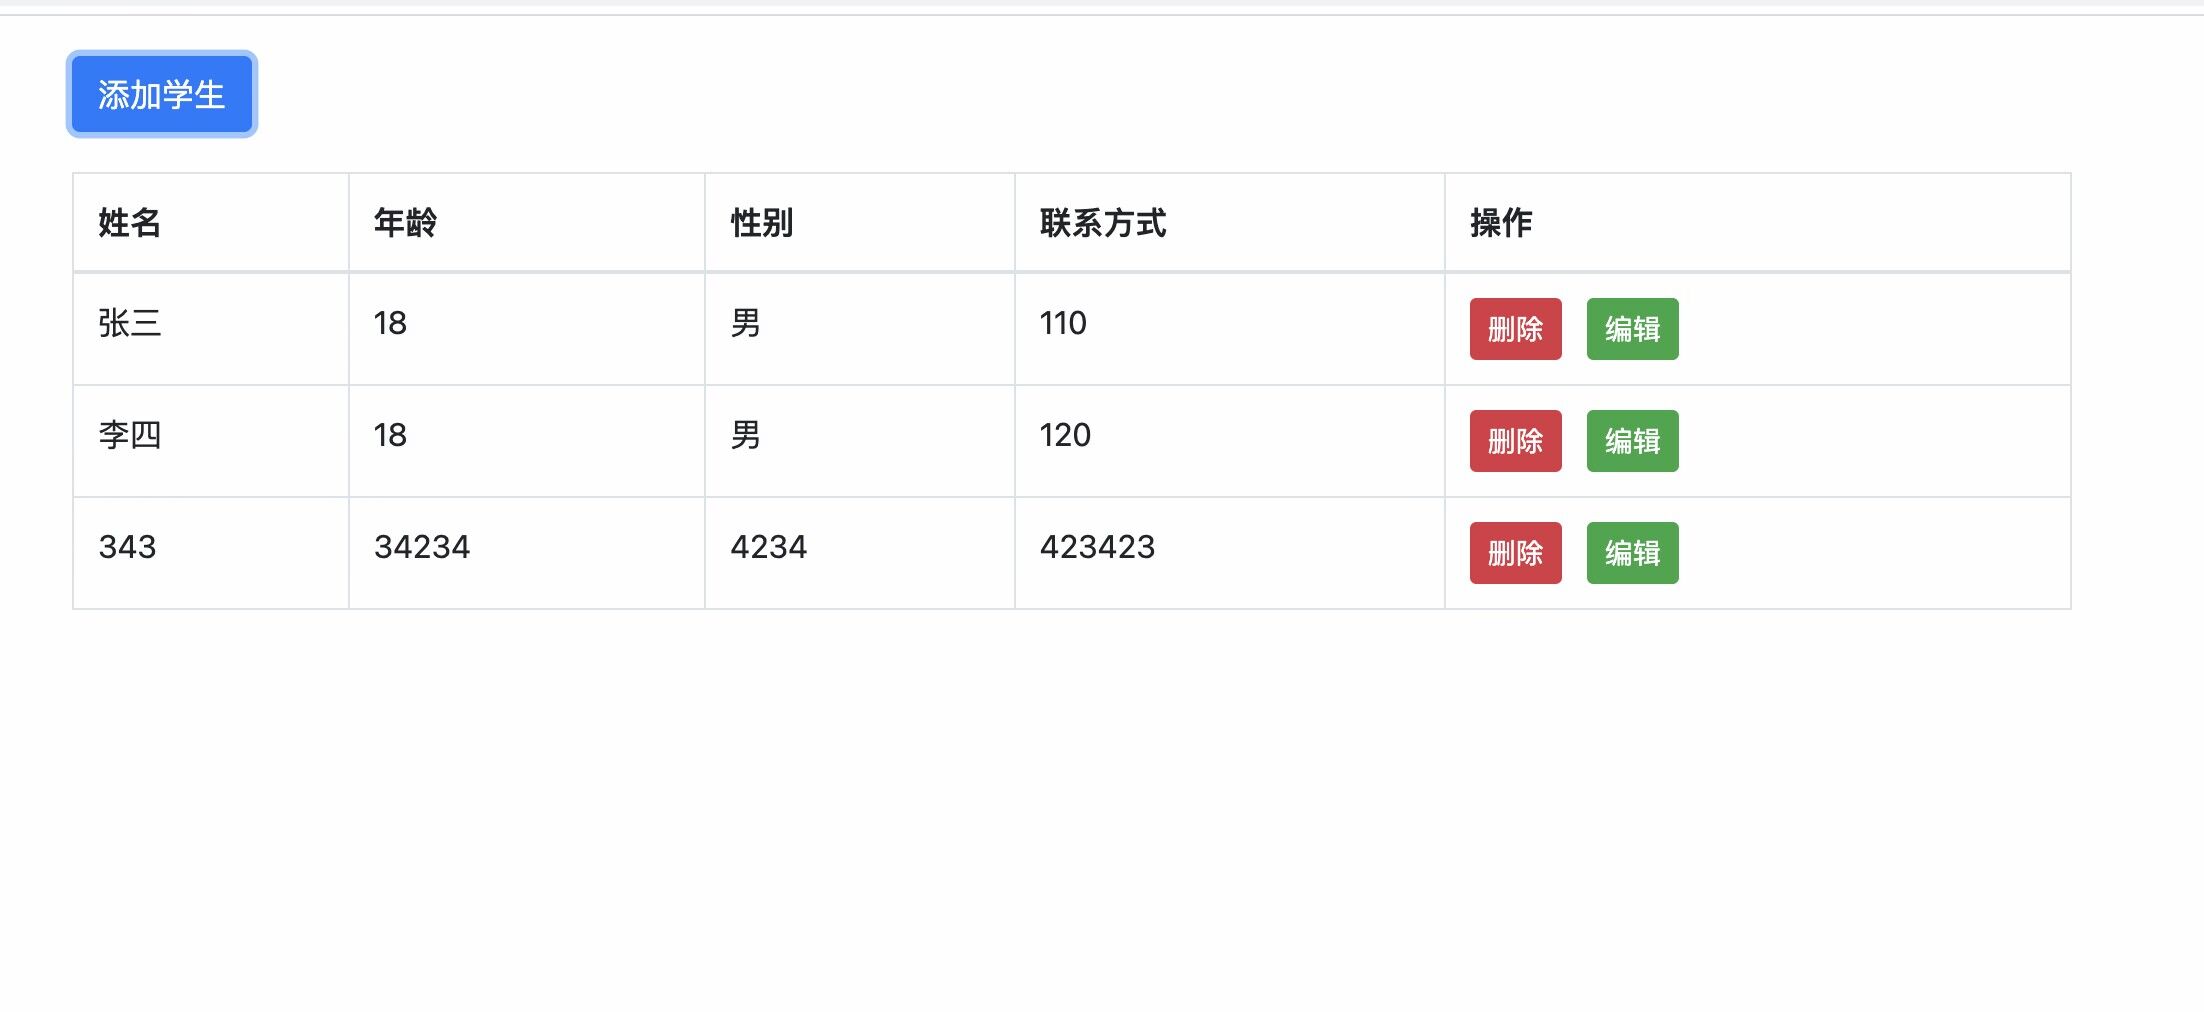 添加学生
姓名 年龄 性别 联系方式 操作
张三 18 男 110 删除 编辑
李四 18 男 120 删除 编辑
343 34234 4234 423423 删除 编辑